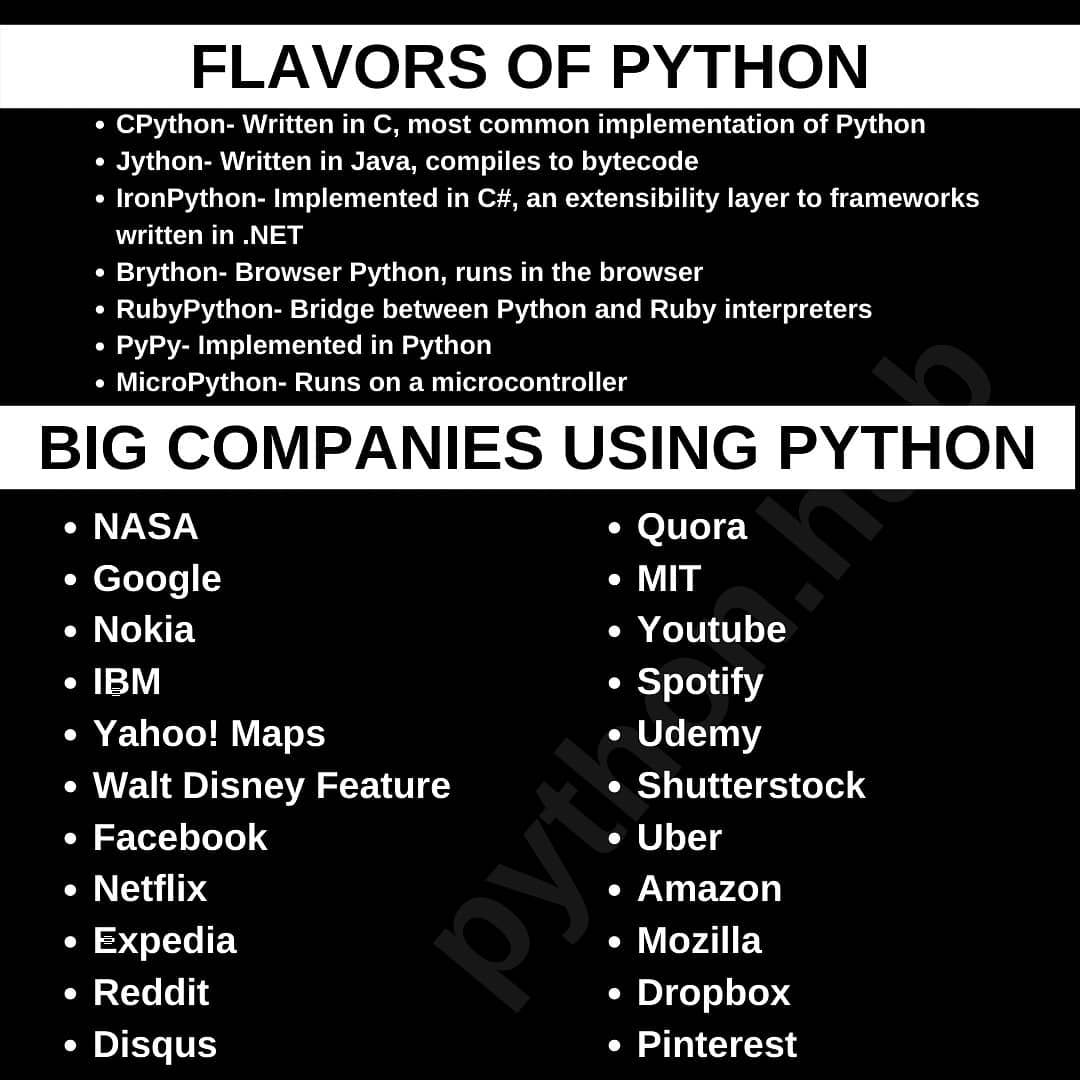 FLAVORS OF PYTHON
• CPython- Written in C, most common implementation of Python
• Jython- Written in Java, compiles to bytecode
• IronPython- Implemented in C#, an extensibility layer to frameworks
written in .NET
• Brython- Browser Python, runs in the browser
• RubyPython- Bridge between Python and Ruby interpreters
• PyPy- Implemented in Python
• MicroPython- Runs on a microcontroller
BIG COMPANIES USING PYTHON
• NASA
• Google
• Nokia
• IBM
• Yahoo! Maps
• Walt Disney Feature
• Facebook
• Netflix
• Expedia
• Reddit
• Disqus
• Quora
• MIT
• Youtube
• Spotify
• Udemy
• Shutterstock
• Uber
• Amazon
• Mozilla
• Dropbox
• Pinterest
python.hub